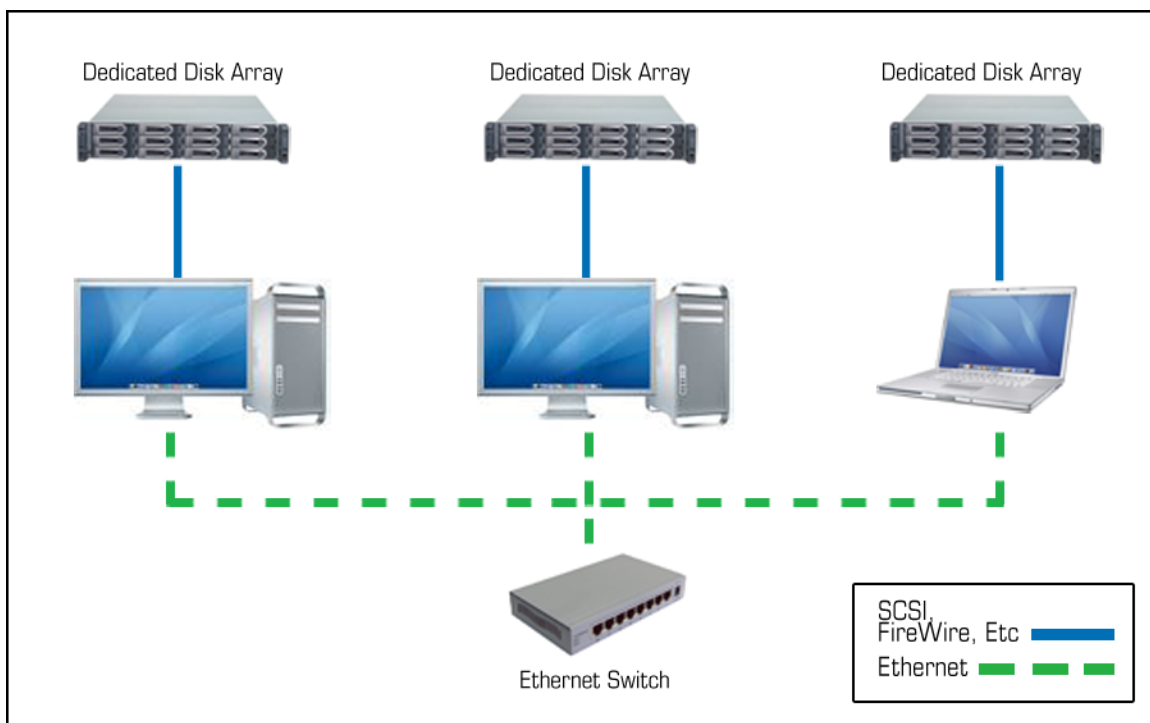 Dedicated Disk Array
Dedicated Disk Array
Dedicated Disk Array
Ethernet Switch
SCSI,
FireWire, Etc
Ethernet